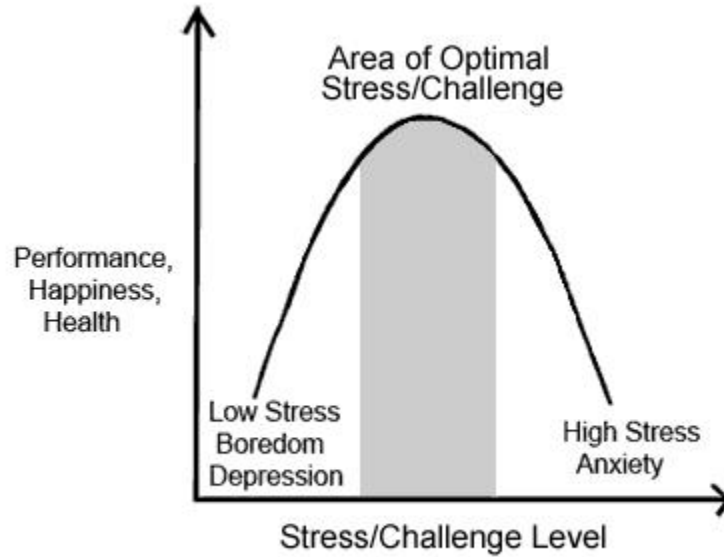 Area of Optimal
Stress/Challenge
Performance,
Happiness,
Health
Low Stress
Boredom
Depression
High Stress
Anxiety
Stress/Challenge Level